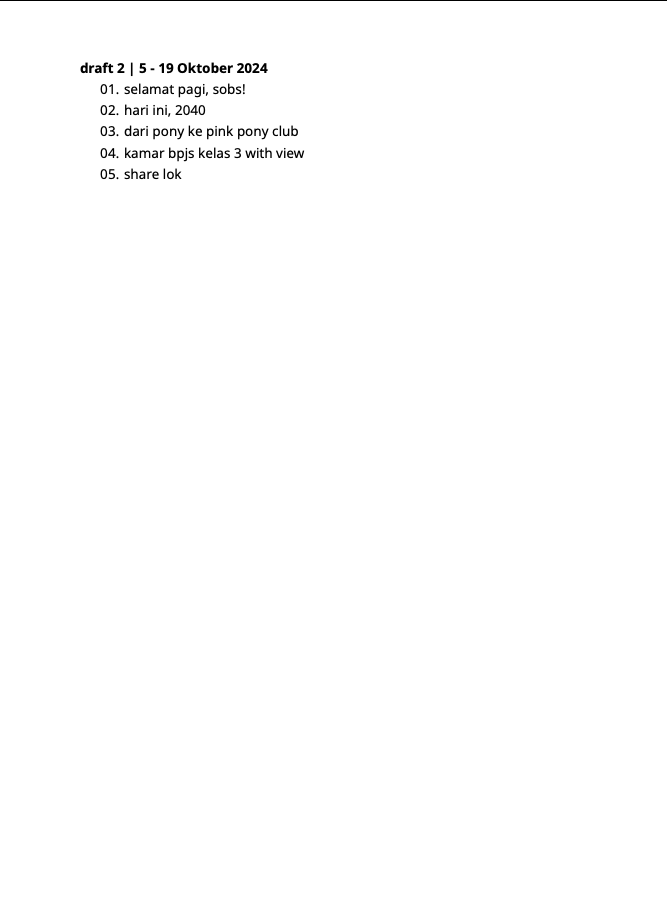 draft 2 | 5 - 19 Oktober 2024
01. selamat pagi, sobs!
02. hari ini, 2040
03. dari pony ke pink pony club
04. kamar bpjs kelas 3 with view
05. share lok